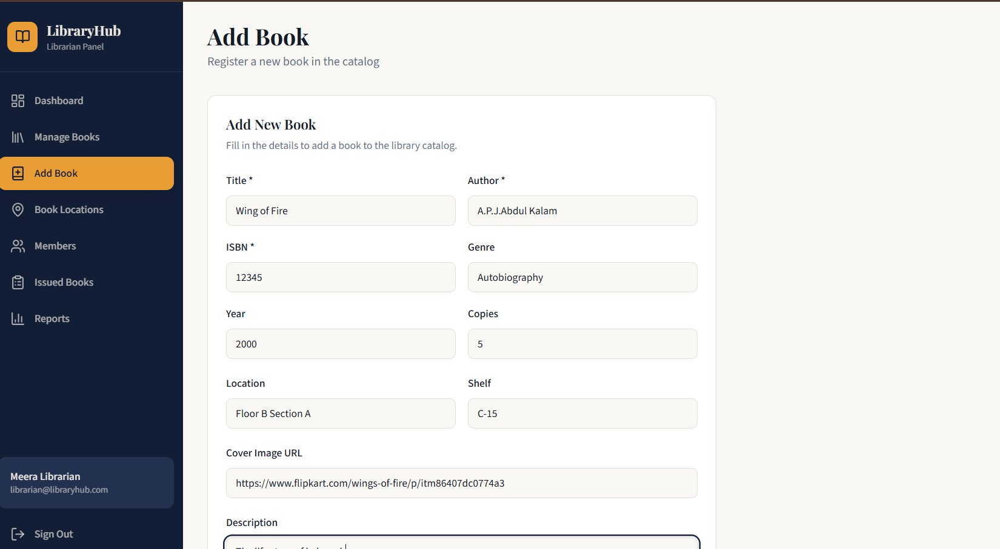 LibraryHub
Librarian Panel
Dashboard
Manage Books
Add Book
Book Locations
Members
Issued Books
Reports
Meera Librarian
librarian@libraryhub.com
Sign Out
Add Book
Register a new book in the catalog
Add New Book
Fill in the details to add a book to the library catalog.
Title * Author *
Wing of Fire A.P.J.Abdul Kalam
ISBN * Genre
12345 Autobiography
Year Copies
2000 5
Location Shelf
Floor B Section A C-15
Cover Image URL
https://www.flipkart.com/wings-of-fire/p/itm86407dc0774a3
Description